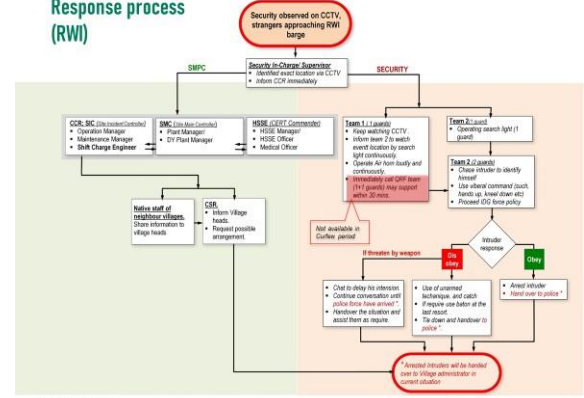 Response process
(RWI)
Security observed on CCTV,
strangers approaching RWI
barge
Security In-Charge/ Supervisor
Identified exact location via CCTV
Inform CCR immediately
SMPC
SECURITY
CCR: SIC (Site Incident Controller)
Operation Manager
Maintenance Manager
Shift Charge Engineer
SMC (Site Main Controller)
Plant Manager/
DY Plant Manager
HSSE (CERT Commander)
HSSE Manager/
HSSE Officer
Medical Officer
Team 1 (1 guards)
Keep watching CCTV.
Inform team 2 to watch
event location by search
light continuously.
Operate Air horn loudly and
continuously.
Immediately call QRF team
(1+1 guards) may support
within 30 mins.
Not available in
Curfew period
Team 2 (1 guard)
Operating search light (1
guard)
Team 2 (2 guards)
Chase intruder to identify
himself
Use vberal command (such,
hands up, kneel down etc)
Proceed IDG force policy
Native staff of
neighbour villages.
Share information to
village heads
CSR.
Inform Village
heads.
Request possible
arrangement.
Intruder
response
If threaten by weapon
Dis
obey
Obey
Chat to delay his intension.
Continue conversation until
police force have arrived *.
Handover the situation and
assist them as require.
Use of unarmed
technique, and catch
If require use baton at the
last resort.
Tie down and handover to
police *.
Arrest intruder
Hand over to police *
* Arrested intruders will be handed
over to Village administrator in
current situation